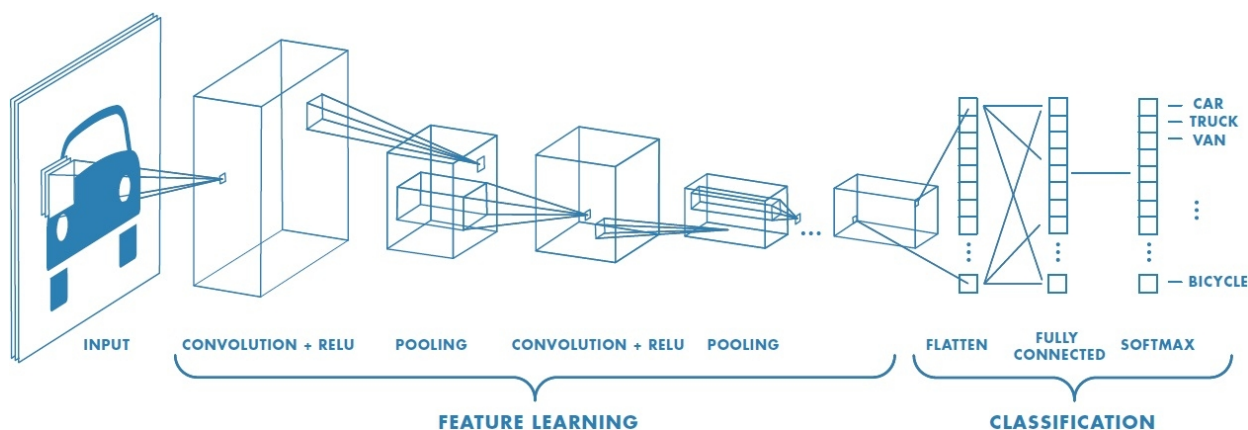 CAR
TRUCK
VAN
BICYCLE
INPUT
CONVOLUTION + RELU
POOLING
CONVOLUTION + RELU
POOLING
FLATTEN
FULLY
CONNECTED
SOFTMAX
FEATURE LEARNING
CLASSIFICATION